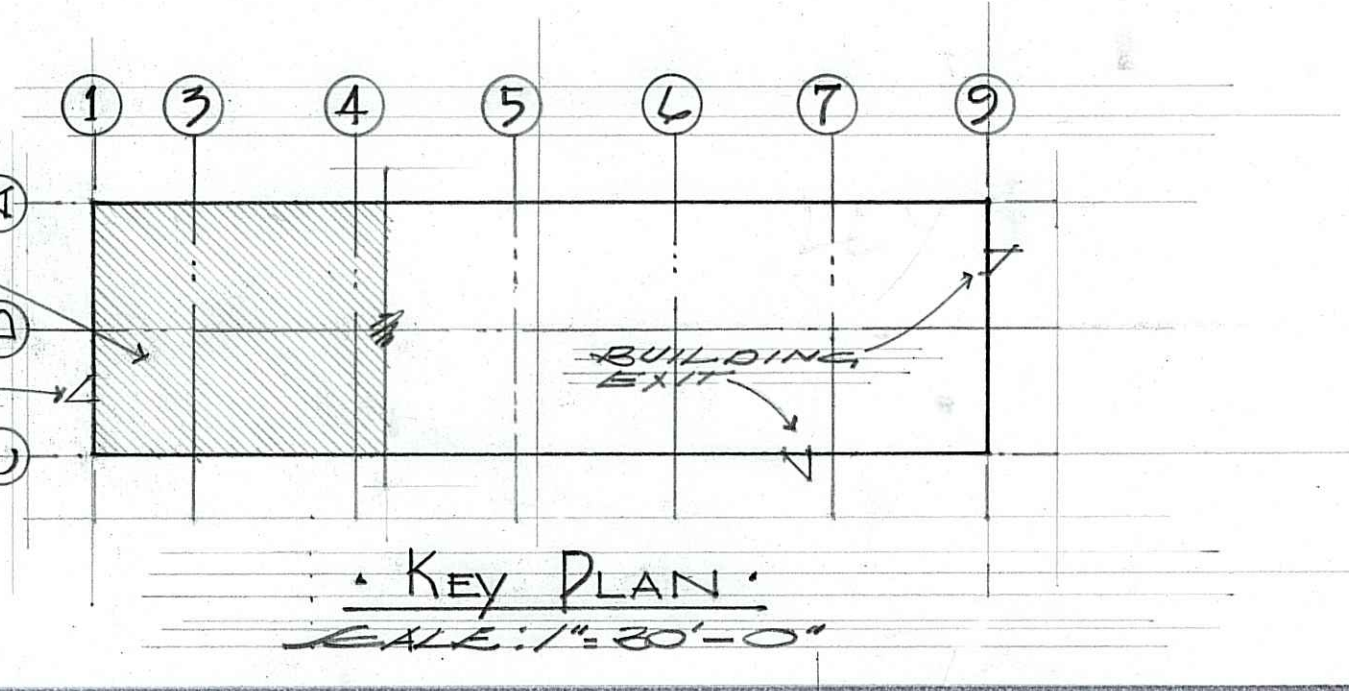 1 3 4 5 6 7 9
A
BUILDING
EXIT
C
· KEY PLAN ·
SCALE: 1"=30'-0"